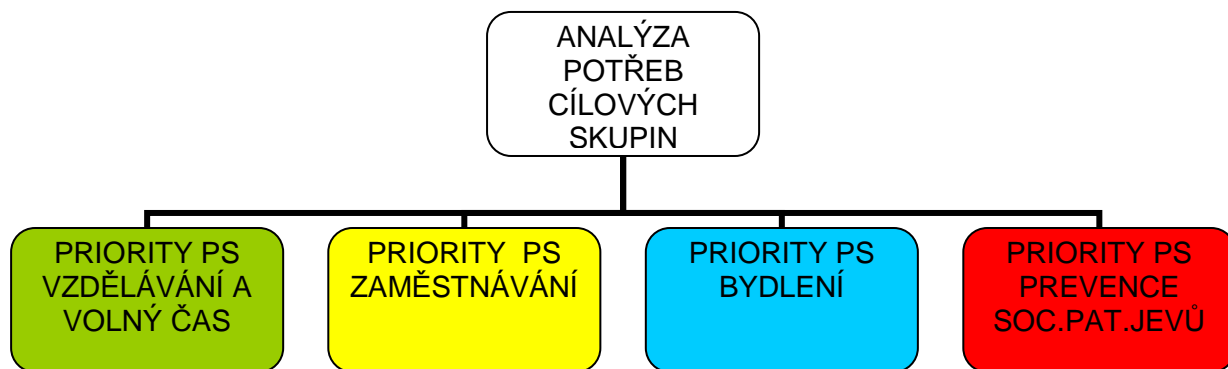 ANALÝZA
POTŘEB
CÍLOVÝCH
SKUPIN
PRIORITY PS
VZDĚLÁVÁNÍ A
VOLNÝ ČAS
PRIORITY PS
ZAMĚSTNÁVÁNÍ
PRIORITY PS
BYDLENÍ
PRIORITY PS
PREVENCE
SOC.PAT.JEVŮ